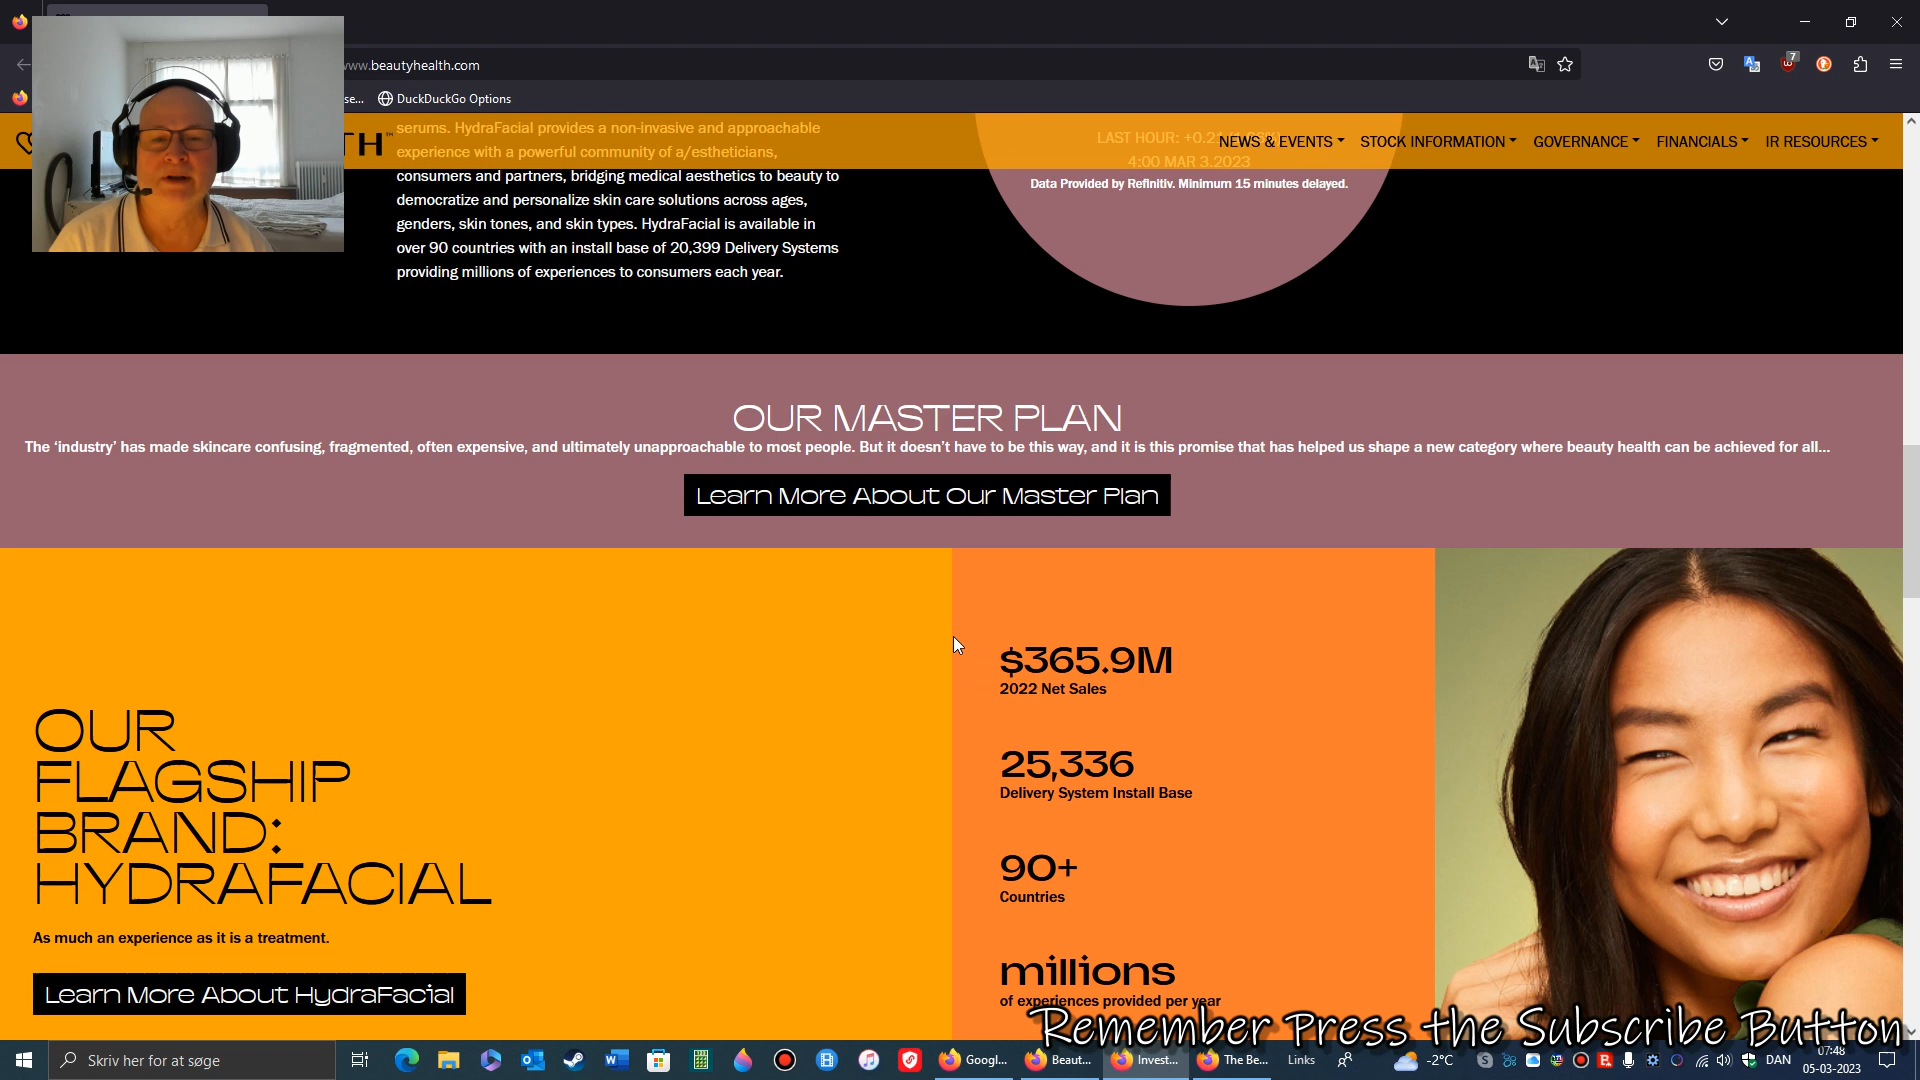 www.beautyhealth.com
7
se...
DuckDuckGo Options
TH™
NEWS & EVENTS
STOCK INFORMATION
GOVERNANCE
FINANCIALS
IR RESOURCES
serums. HydraFacial provides a non-invasive and approachable
experience with a powerful community of a/estheticians,
consumers and partners, bridging medical aesthetics to beauty to
democratize and personalize skin care solutions across ages,
genders, skin tones, and skin types. HydraFacial is available in
over 90 countries with an install base of 20,399 Delivery Systems
providing millions of experiences to consumers each year.
LAST HOUR:
4:00 MAR 3.2023
Data Provided by Refinitiv. Minimum 15 minutes delayed.
OUR MASTER PLAN
The ‘industry’ has made skincare confusing, fragmented, often expensive, and ultimately unapproachable to most people. But it doesn’t have to be this way, and it is this promise that has helped us shape a new category where beauty health can be achieved for all...
Learn More About Our Master Plan
OUR
FLAGSHIP
BRAND:
HYDRAFACIAL
As much an experience as it is a treatment.
Learn More About HydraFacial
$365.9M
2022 Net Sales
25,336
Delivery System Install Base
90+
Countries
millions
of experiences provided per year
Remember Press the Subscribe Button
Skriv her for at søge
Googl...
Beaut...
Invest...
The Be...
Links
-2°C
DAN
07:48
05-03-2023